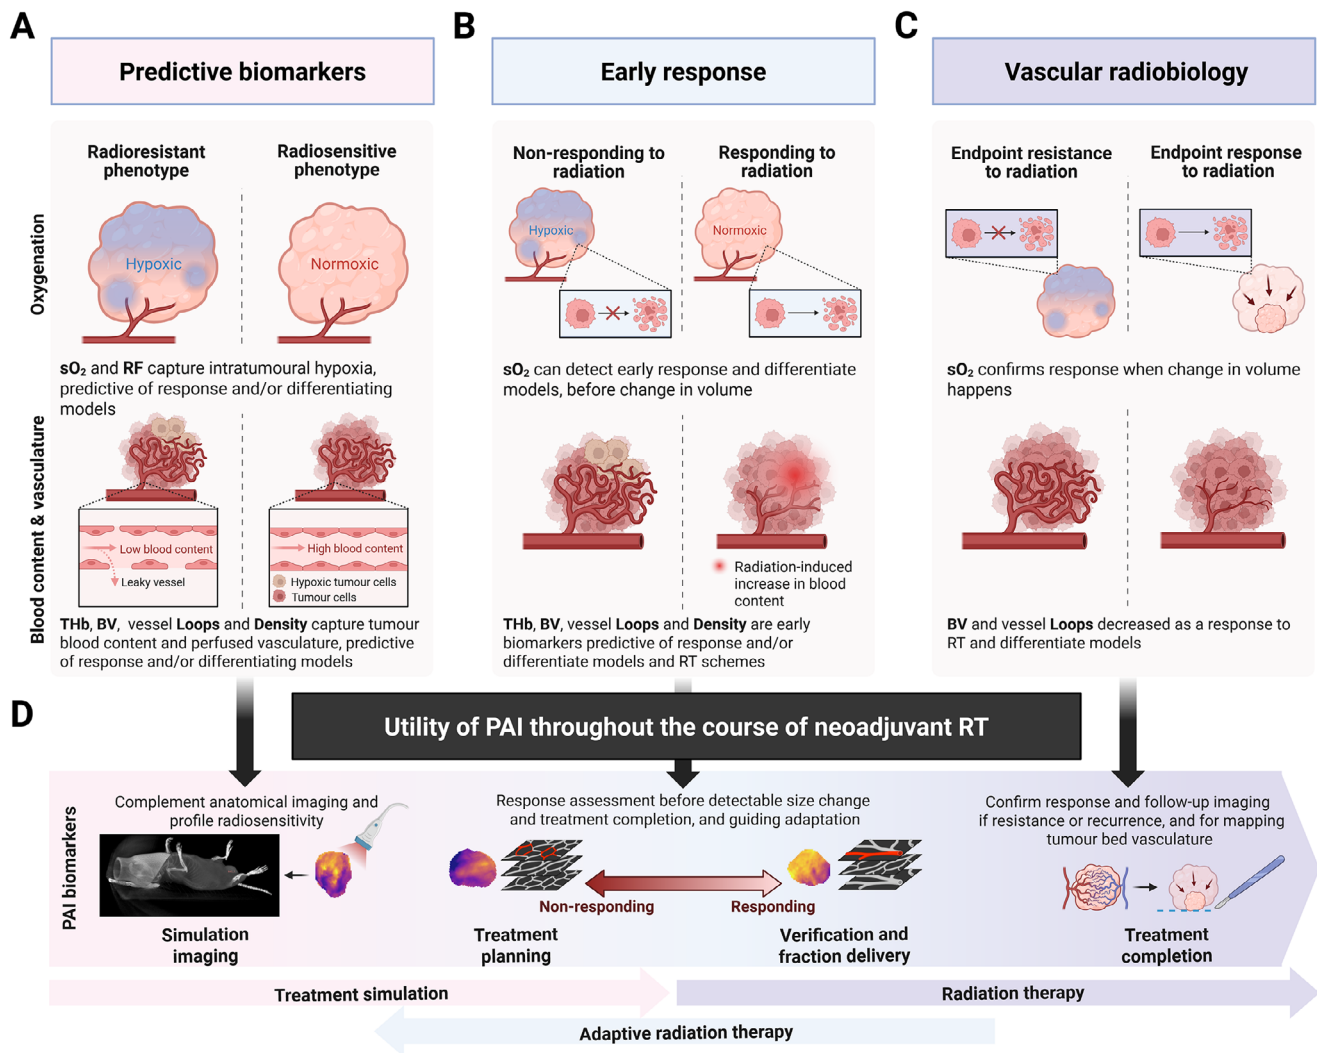 A
Predictive biomarkers
Radioresistant
phenotype
Radiosensitive
phenotype
Oxygenation
Hypoxic
Normoxic
sO₂ and RF capture intratumoural hypoxia,
predictive of response and/or differentiating
models
Blood content & vasculature
Low blood content
Leaky vessel
High blood content
Hypoxic tumour cells
Tumour cells
THb, BV, vessel Loops and Density capture tumour
blood content and perfused vasculature, predictive
of response and/or differentiating models
B
Early response
Non-responding to
radiation
Responding to
radiation
Hypoxic
Normoxic
sO₂ can detect early response and differentiate
models, before change in volume
Radiation-induced
increase in blood
content
THb, BV, vessel Loops and Density are early
biomarkers predictive of response and/or
differentiate models and RT schemes
C
Vascular radiobiology
Endpoint resistance
to radiation
Endpoint response
to radiation
sO₂ confirms response when change in volume
happens
BV and vessel Loops decreased as a response to
RT and differentiate models
D
Utility of PAI throughout the course of neoadjuvant RT
PAI biomarkers
Complement anatomical imaging and
profile radiosensitivity
Simulation
imaging
Response assessment before detectable size change
and treatment completion, and guiding adaptation
Non-responding
Responding
Treatment
planning
Verification and
fraction delivery
Confirm response and follow-up imaging
if resistance or recurrence, and for mapping
tumour bed vasculature
Treatment
completion
Treatment simulation
Radiation therapy
Adaptive radiation therapy